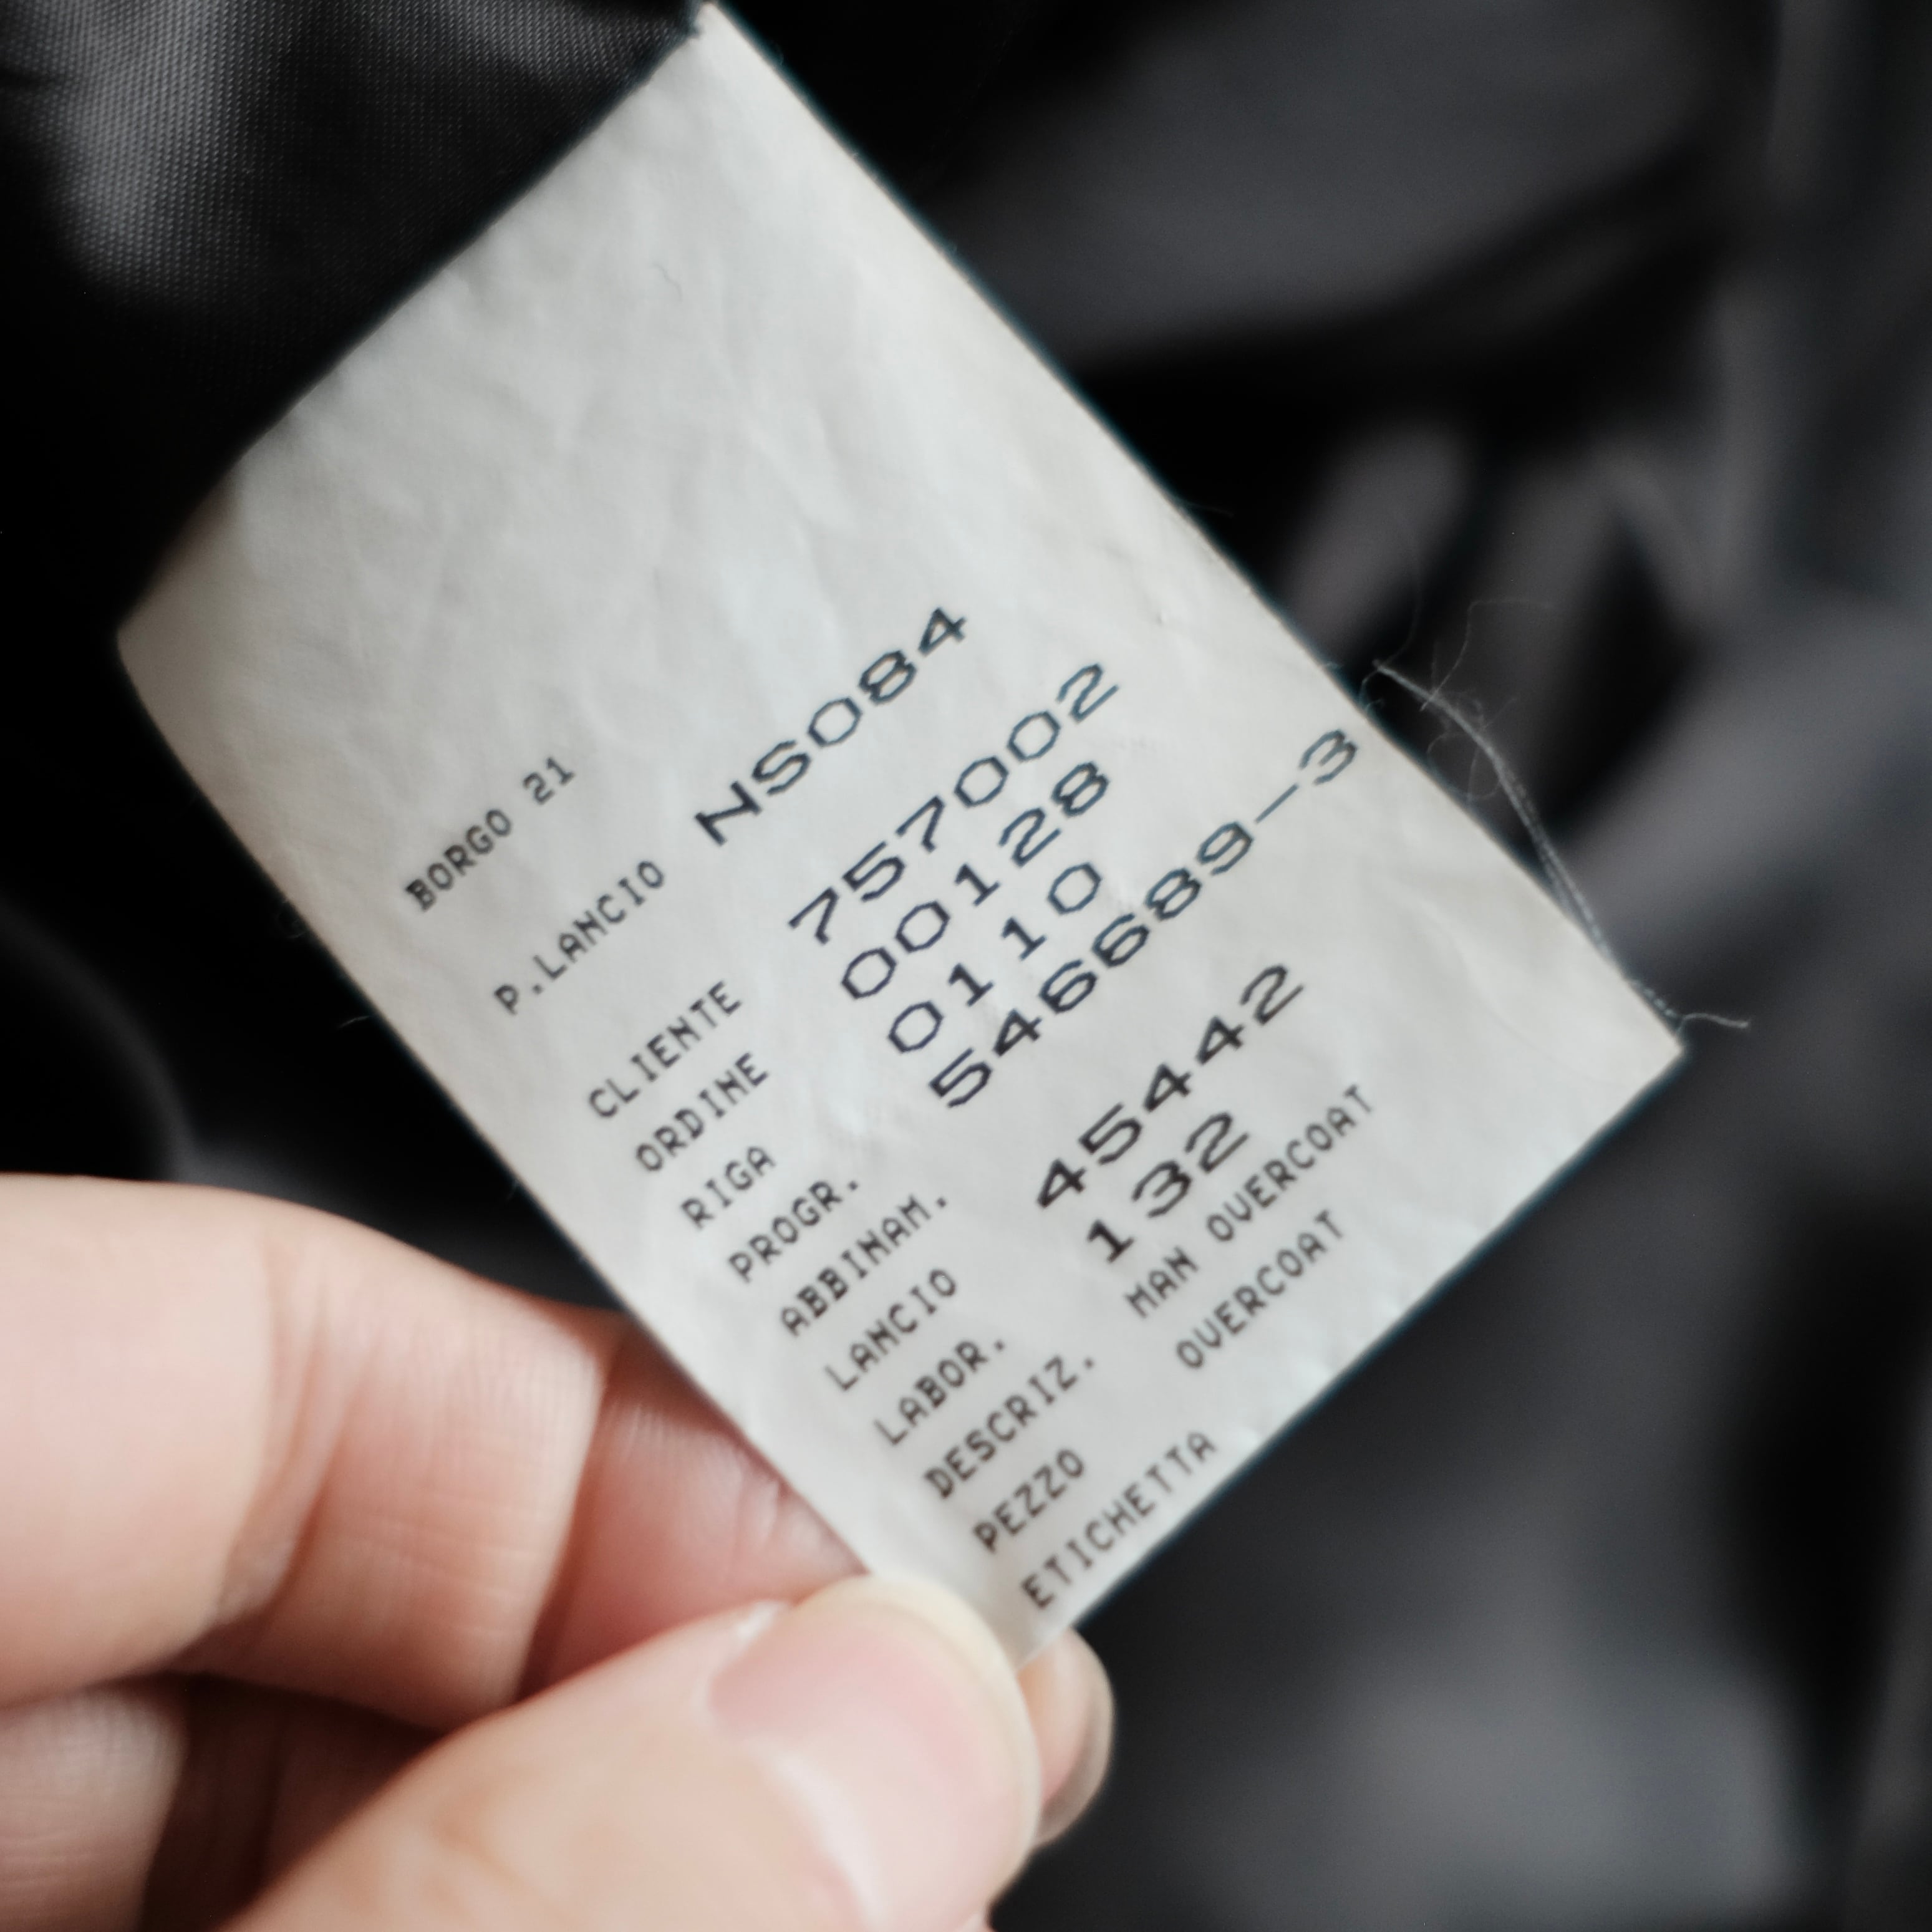 BORGO 21
P.LANCIO NS084
CLIENTE 757002
ORDINE 00128
RIGA 0110
PROGR. 546689-3
ABBINAM.
LANCIO 45442
LABOR. 132
DESCRIZ. MAN OVERCOAT
PEZZO OVERCOAT
ETICHETTA